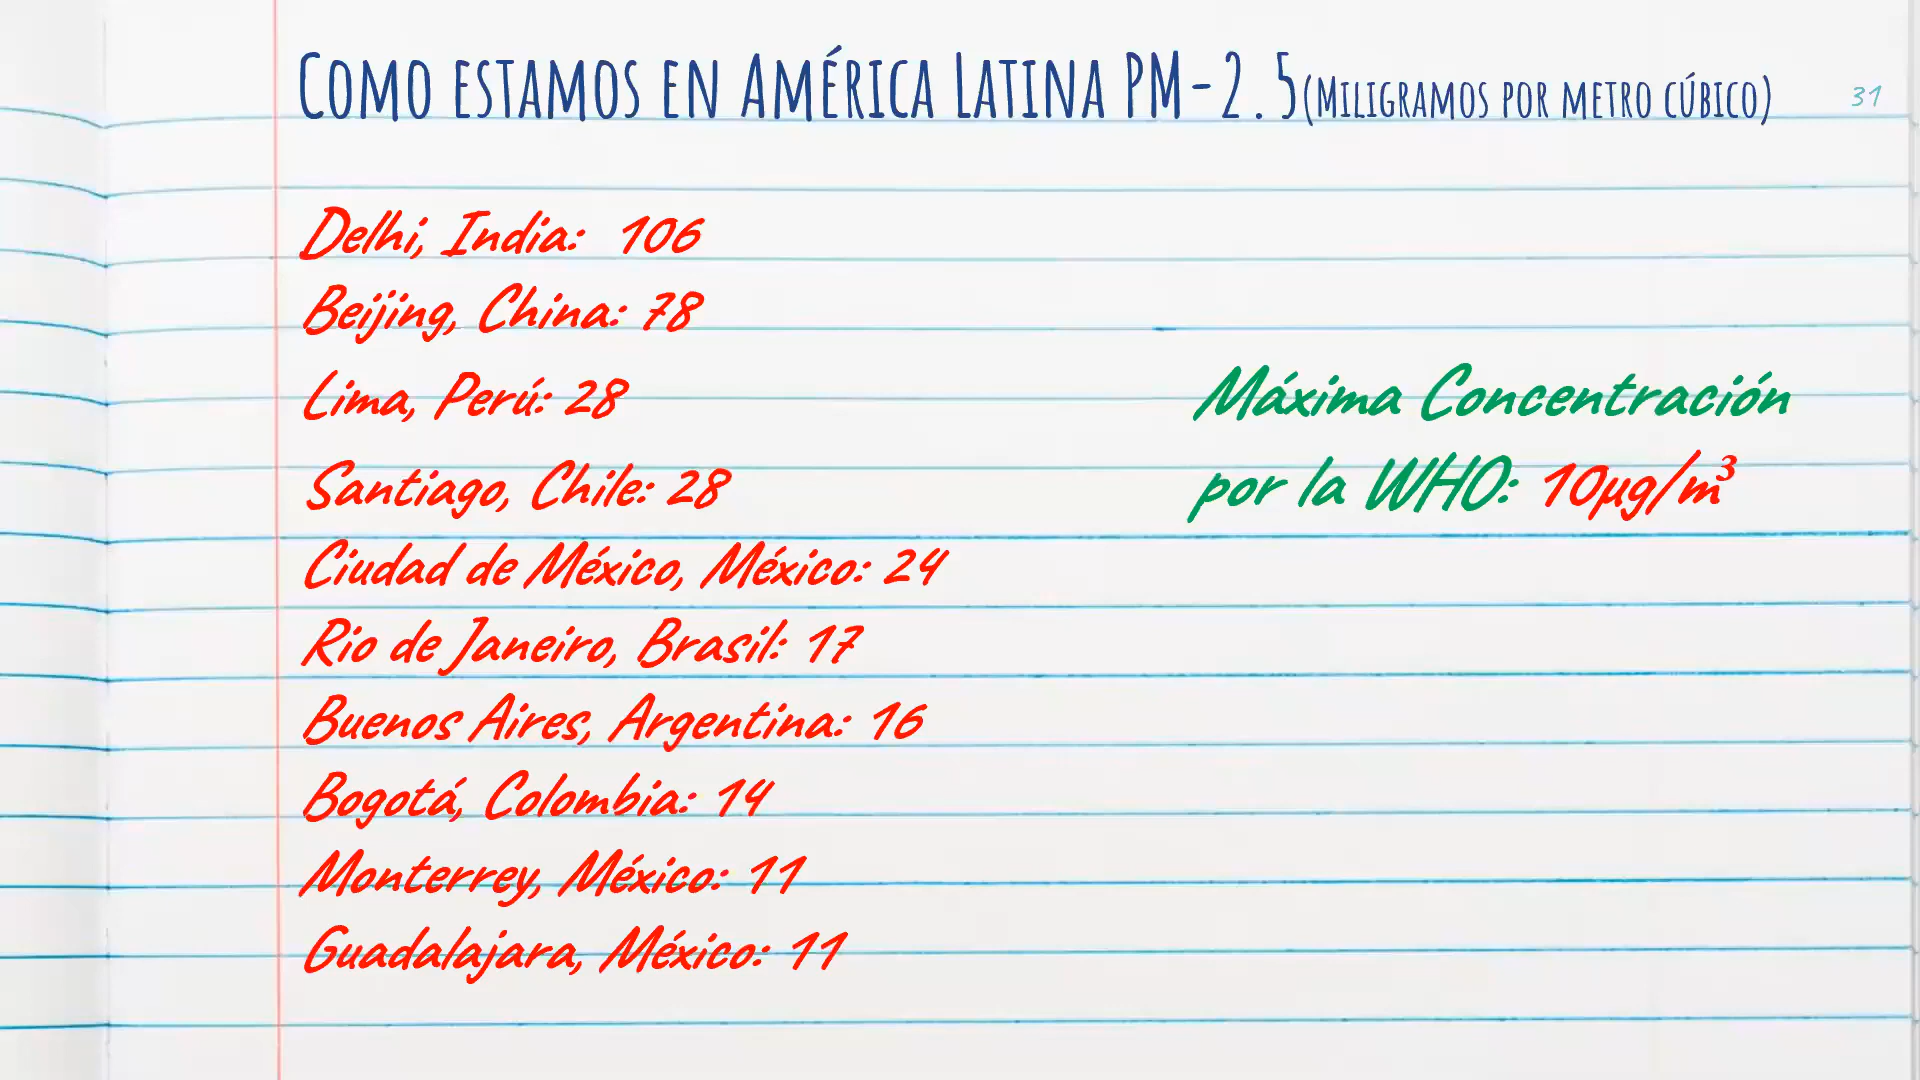 Como estamos en América Latina PM-2.5(Miligramos por metro cúbico)
31
Delhi, India: 106
Beijing, China: 78
Lima, Perú: 28
Santiago, Chile: 28
Ciudad de México, México: 24
Rio de Janeiro, Brasil: 17
Buenos Aires, Argentina: 16
Bogotá, Colombia: 14
Monterrey, México: 11
Guadalajara, México: 11
Máxima Concentración
por la WHO: 10µg/m³